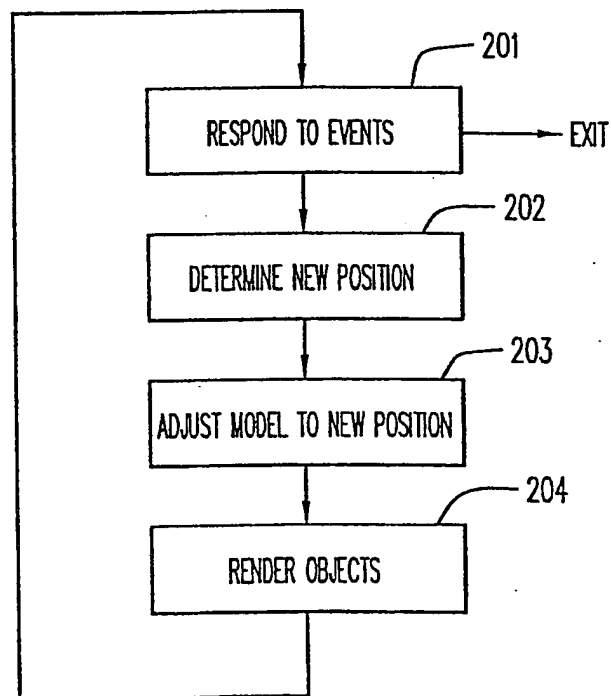 201
RESPOND TO EVENTS
EXIT
202
DETERMINE NEW POSITION
203
ADJUST MODEL TO NEW POSITION
204
RENDER OBJECTS